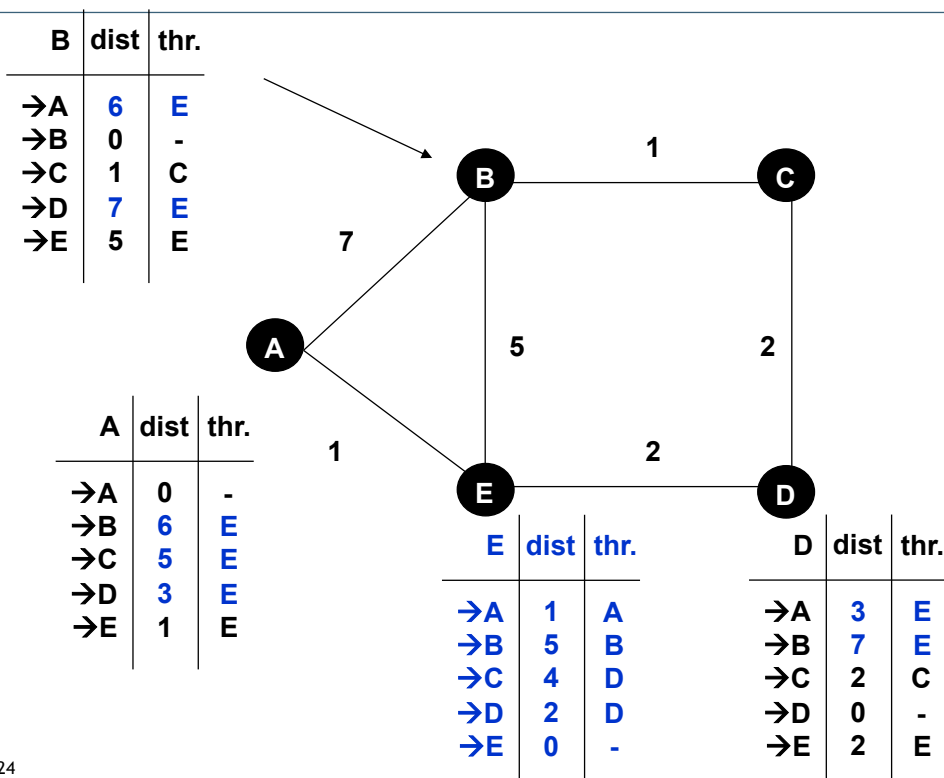 B dist thr.
→A 6 E
→B 0 -
→C 1 C
→D 7 E
→E 5 E
1
B
C
7
A
5
2
A dist thr.
→A 0 -
→B 6 E
→C 5 E
→D 3 E
→E 1 E
1
2
E
D
E dist thr.
→A 1 A
→B 5 B
→C 4 D
→D 2 D
→E 0 -
D dist thr.
→A 3 E
→B 7 E
→C 2 C
→D 0 -
→E 2 E
24